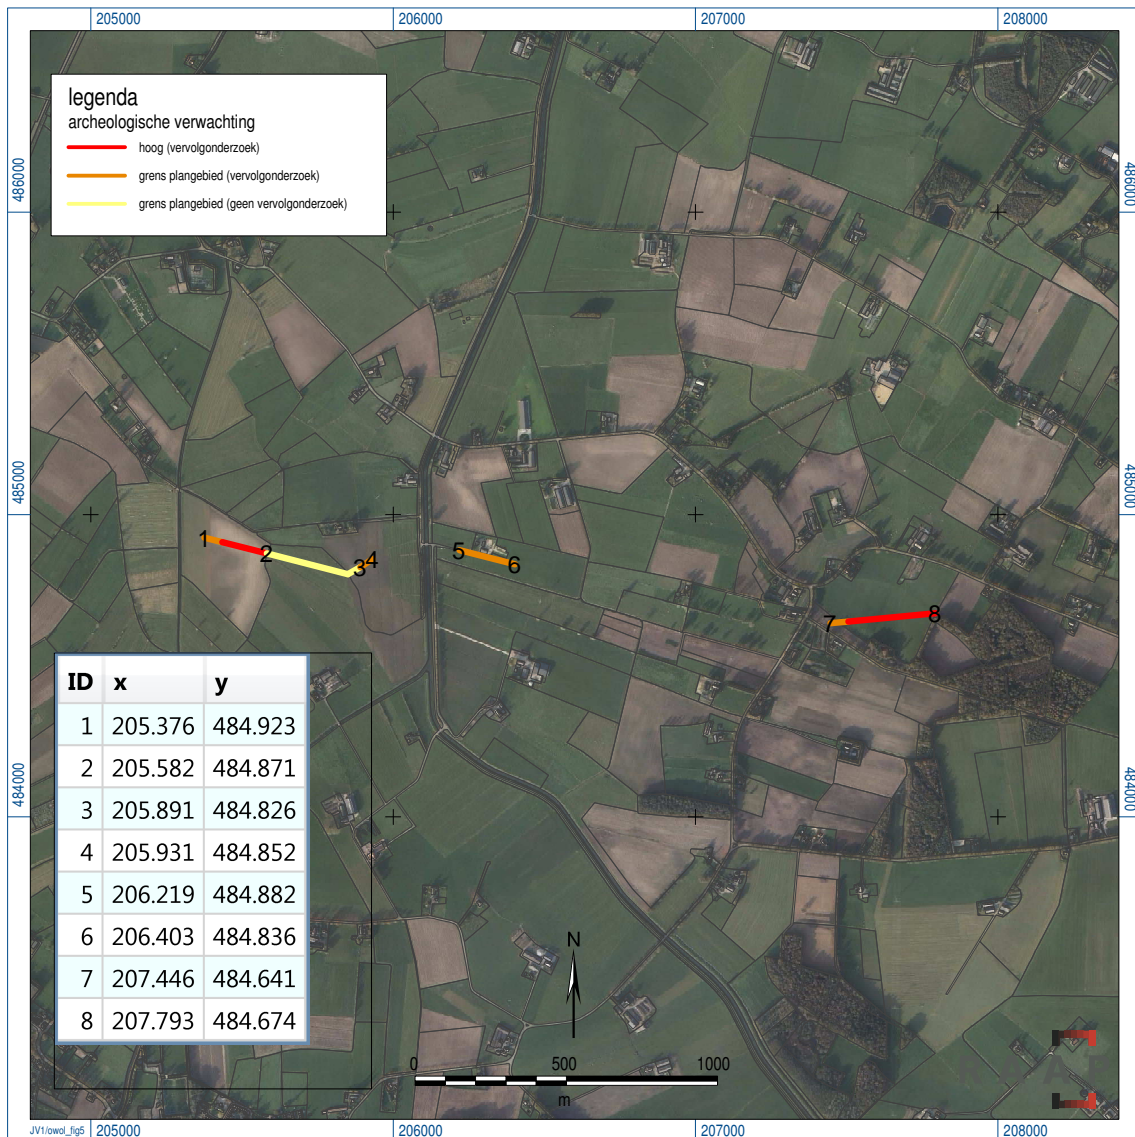 205000 206000 207000 208000
legenda
archeologische verwachting
hoog (vervolgonderzoek)
grens plangebied (vervolgonderzoek)
grens plangebied (geen vervolgonderzoek)
486000 486000
485000 485000
1 2 3 4 5 6 7 8
484000 484000
ID x y
1 205.376 484.923
2 205.582 484.871
3 205.891 484.826
4 205.931 484.852
5 206.219 484.882
6 206.403 484.836
7 207.446 484.641
8 207.793 484.674
N
0 500 1000
m
JV1/owol_fig5
205000 206000 207000 208000